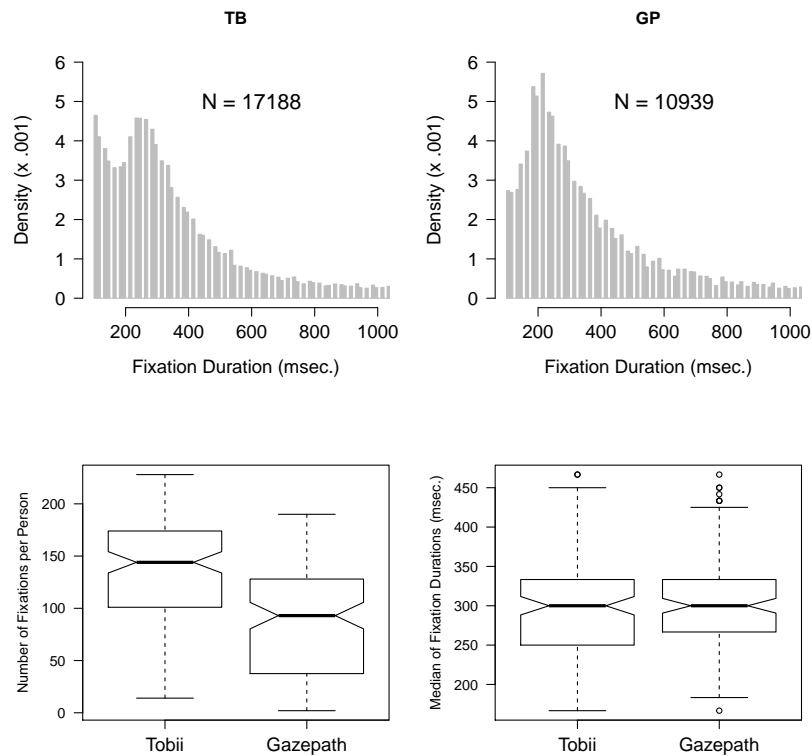 TB
Density (x .001)
6
5
4
3
2
1
0
N = 17188
200 400 600 800 1000
Fixation Duration (msec.)
GP
Density (x .001)
6
5
4
3
2
1
0
N = 10939
200 400 600 800 1000
Fixation Duration (msec.)
Number of Fixations per Person
200
150
100
50
0
Tobii Gazepath
Median of Fixation Durations (msec.)
450
400
350
300
250
200
Tobii Gazepath